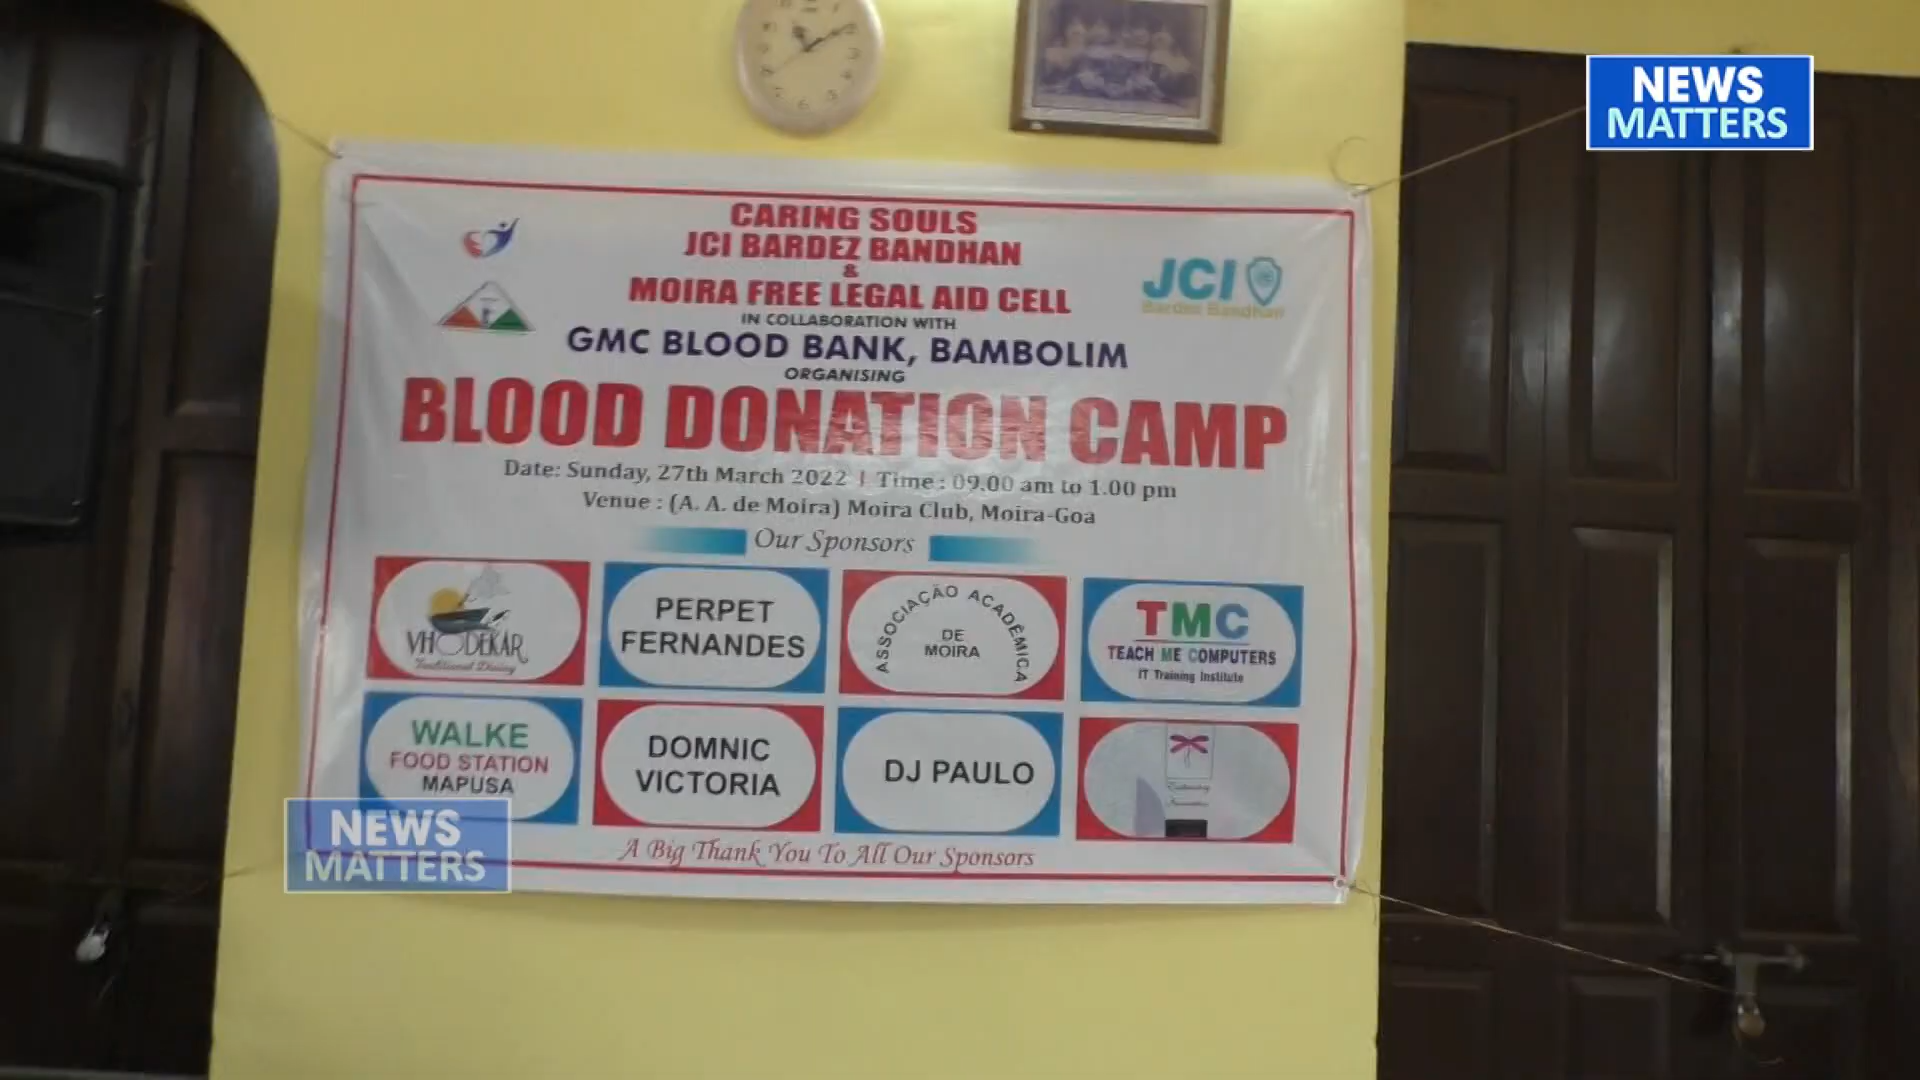 NEWS
MATTERS
CARING SOULS
JCI BARDEZ BANDHAN
&
MOIRA FREE LEGAL AID CELL
IN COLLABORATION WITH
GMC BLOOD BANK, BAMBOLIM
ORGANISING
JCI
Bardez Bandhan
BLOOD DONATION CAMP
Date: Sunday, 27th March 2022 | Time : 09.00 am to 1.00 pm
Venue : (A. A. de Moira) Moira Club, Moira-Goa
Our Sponsors
VHODEKAR
Traditional Dining
PERPET
FERNANDES
ASSOCIAÇÃO ACADÊMICA
DE
MOIRA
TMC
TEACH ME COMPUTERS
IT Training Institute
WALKE
FOOD STATION
MAPUSA
DOMNIC
VICTORIA
DJ PAULO
A Big Thank You To All Our Sponsors
NEWS
MATTERS